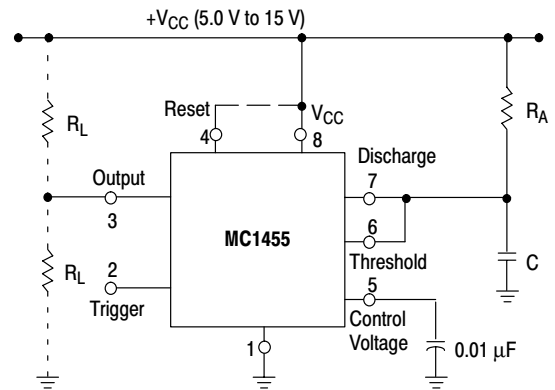 +VCC (5.0 V to 15 V)
Reset
VCC
RL
RA
4
8
Discharge
Output
7
3
6
MC1455
Threshold
2
5
C
RL
Trigger
Control
Voltage
1
0.01 μF